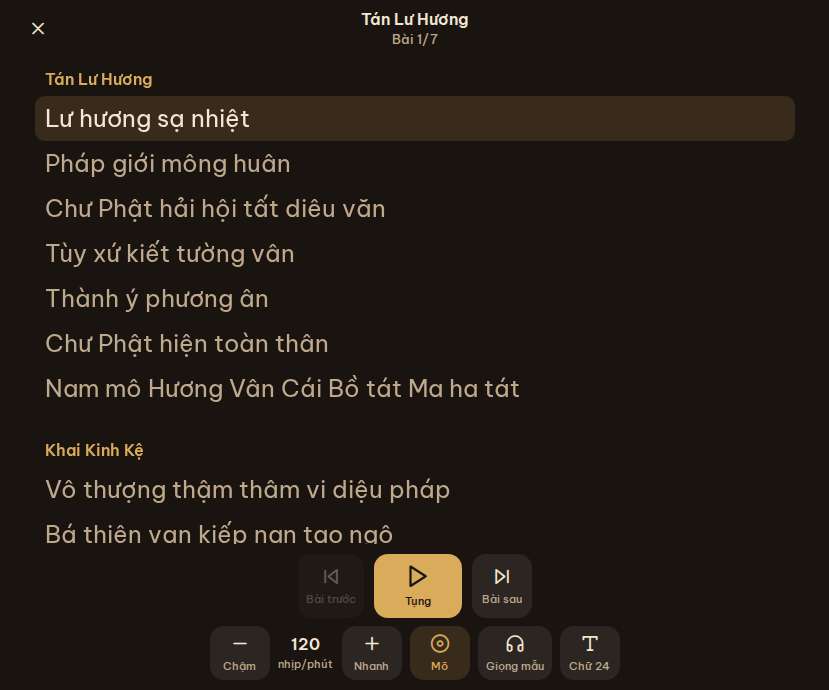 Tán Lư Hương
Bài 1/7
Tán Lư Hương
Lư hương sạ nhiệt
Pháp giới mông huân
Chư Phật hải hội tất diêu văn
Tùy xứ kiết tường vân
Thành ý phương ân
Chư Phật hiện toàn thân
Nam mô Hương Vân Cái Bồ tát Ma ha tát
Khai Kinh Kệ
Vô thượng thậm thâm vi diệu pháp
Bá thiên vạn kiếp nan tao ngộ
Bài trước
Tụng
Bài sau
Chậm
120
nhịp/phút
Nhanh
Mõ
Giọng mẫu
Chữ 24